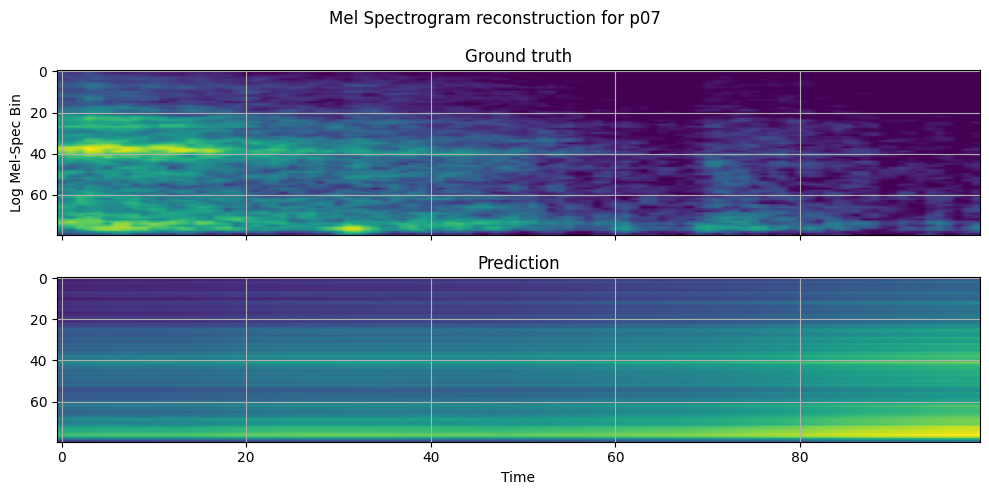 Mel Spectrogram reconstruction for p07
Ground truth
Log Mel-Spec Bin
0
20
40
60
Prediction
0
20
40
60
0 20 40 60 80
Time